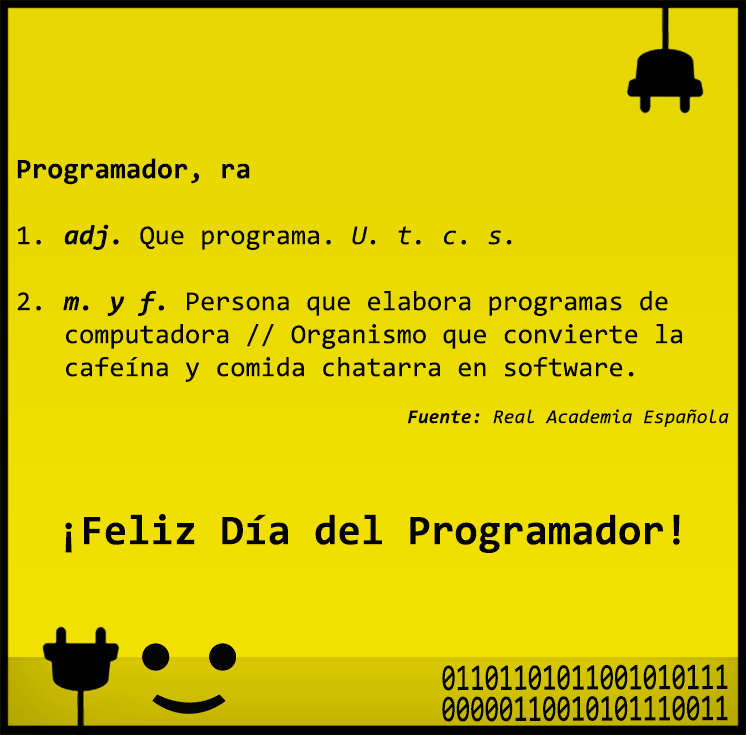 Programador, ra
1. adj. Que programa. U. t. c. s.
2. m. y f. Persona que elabora programas de
computadora // Organismo que convierte la
cafeína y comida chatarra en software.
Fuente: Real Academia Española
¡Feliz Día del Programador!
01101101011001010111
00000110010101110011